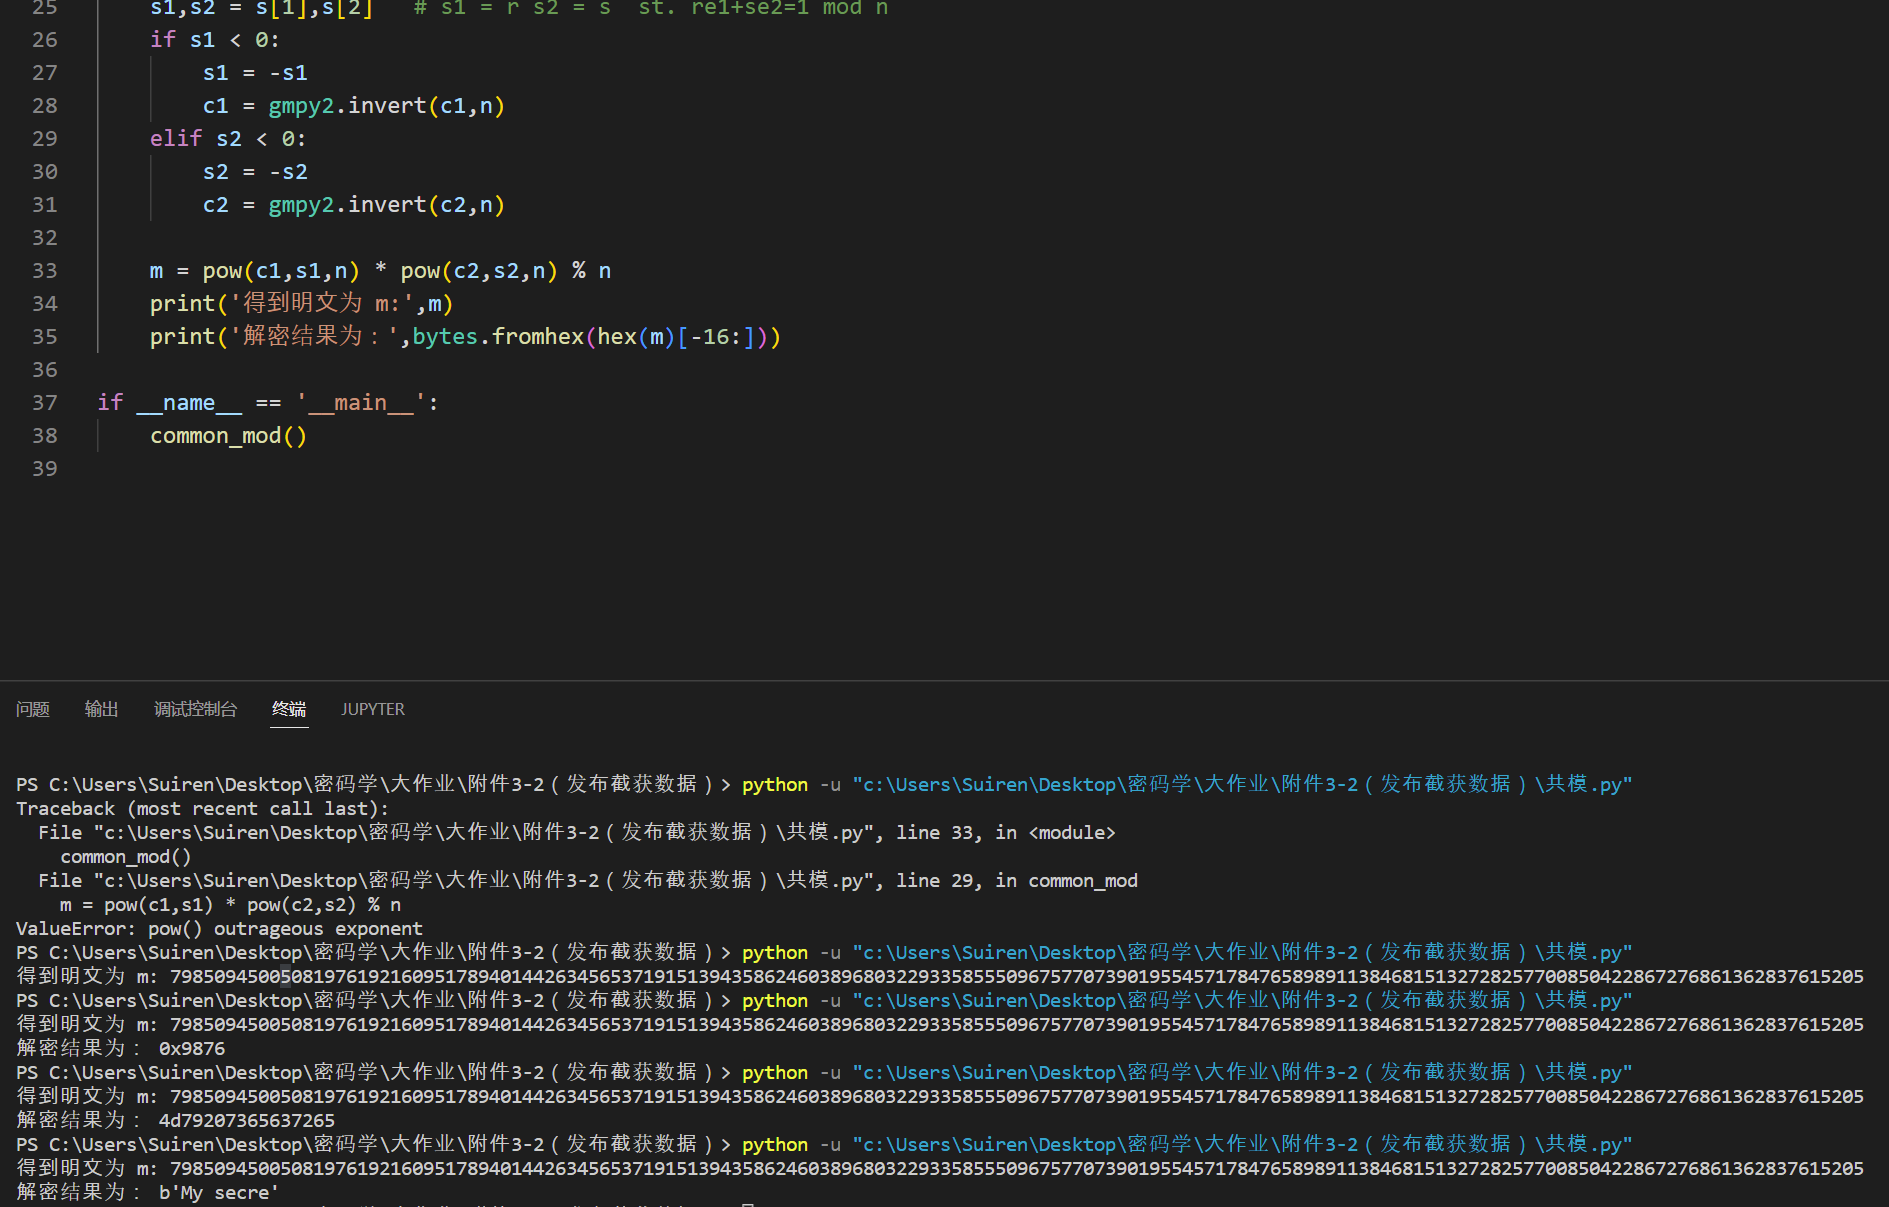 25 s1,s2 = s[1],s[2]   # s1 = r s2 = s  st. re1+se2=1 mod n
26 if s1 < 0:
27 s1 = -s1
28 c1 = gmpy2.invert(c1,n)
29 elif s2 < 0:
30 s2 = -s2
31 c2 = gmpy2.invert(c2,n)
32
33 m = pow(c1,s1,n) * pow(c2,s2,n) % n
34 print('得到明文为 m:',m)
35 print('解密结果为：',bytes.fromhex(hex(m)[-16:]))
36
37 if __name__ == '__main__':
38 common_mod()
39
问题 输出 调试控制台 终端 JUPYTER
PS C:\Users\Suiren\Desktop\密码学\大作业\附件3-2（发布截获数据）> python -u "c:\Users\Suiren\Desktop\密码学\大作业\附件3-2（发布截获数据）\共模.py"
Traceback (most recent call last):
File "c:\Users\Suiren\Desktop\密码学\大作业\附件3-2（发布截获数据）\共模.py", line 33, in <module>
common_mod()
File "c:\Users\Suiren\Desktop\密码学\大作业\附件3-2（发布截获数据）\共模.py", line 29, in common_mod
m = pow(c1,s1) * pow(c2,s2) % n
ValueError: pow() outrageous exponent
PS C:\Users\Suiren\Desktop\密码学\大作业\附件3-2（发布截获数据）> python -u "c:\Users\Suiren\Desktop\密码学\大作业\附件3-2（发布截获数据）\共模.py"
得到明文为 m: 7985094500508197619216095178940144263456537191513943586246038968032293358555096757707390195545717847658989113846815132728257700850422867276861362837615205
PS C:\Users\Suiren\Desktop\密码学\大作业\附件3-2（发布截获数据）> python -u "c:\Users\Suiren\Desktop\密码学\大作业\附件3-2（发布截获数据）\共模.py"
得到明文为 m: 7985094500508197619216095178940144263456537191513943586246038968032293358555096757707390195545717847658989113846815132728257700850422867276861362837615205
解密结果为： 0x9876
PS C:\Users\Suiren\Desktop\密码学\大作业\附件3-2（发布截获数据）> python -u "c:\Users\Suiren\Desktop\密码学\大作业\附件3-2（发布截获数据）\共模.py"
得到明文为 m: 7985094500508197619216095178940144263456537191513943586246038968032293358555096757707390195545717847658989113846815132728257700850422867276861362837615205
解密结果为： 4d79207365637265
PS C:\Users\Suiren\Desktop\密码学\大作业\附件3-2（发布截获数据）> python -u "c:\Users\Suiren\Desktop\密码学\大作业\附件3-2（发布截获数据）\共模.py"
得到明文为 m: 7985094500508197619216095178940144263456537191513943586246038968032293358555096757707390195545717847658989113846815132728257700850422867276861362837615205
解密结果为： b'My secre'